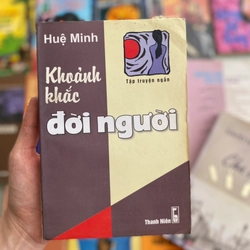 Huệ Minh
Tập truyện ngắn
Khoảnh
khắc
đời người
Thanh Niên